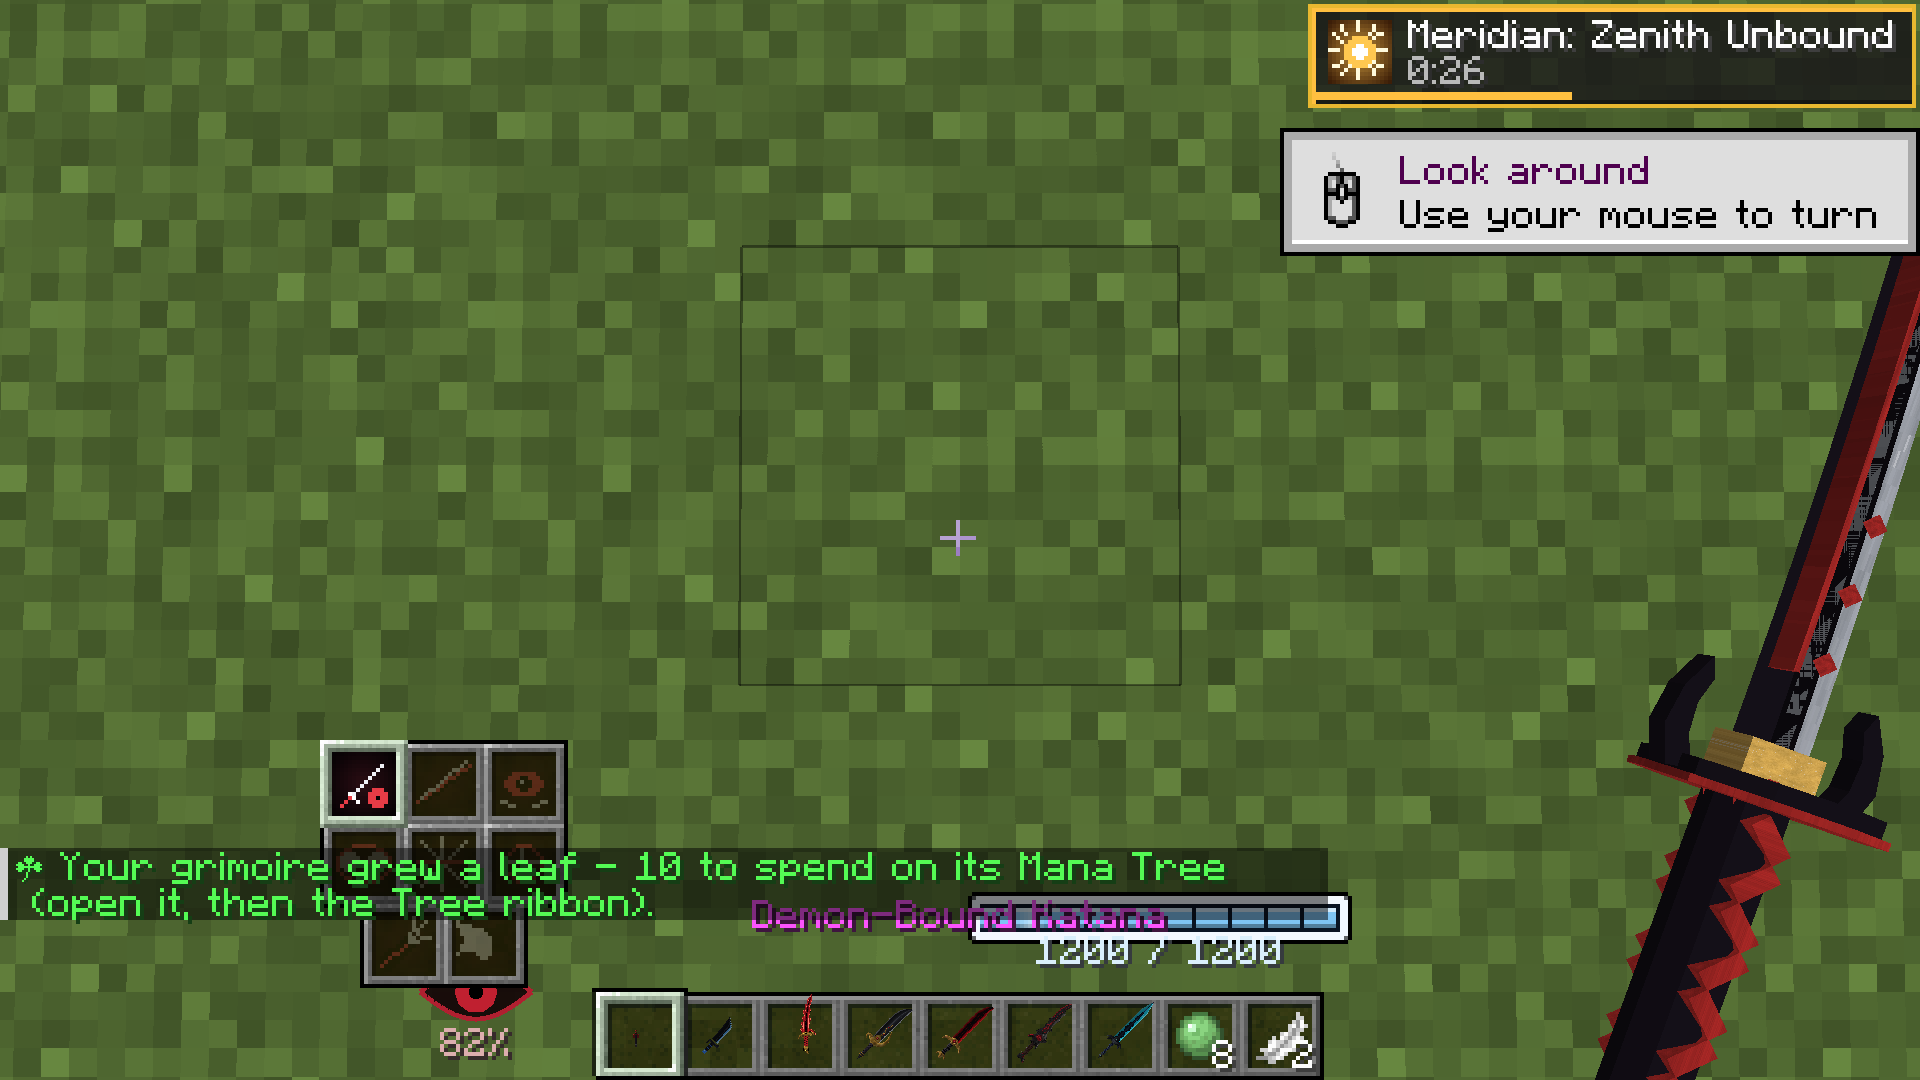 Meridian: Zenith Unbound
0:26
Look around
Use your mouse to turn
☘ Your grimoire grew a leaf – 10 to spend on its Mana Tree
(open it, then the Tree ribbon).
Demon-Bound Katana
1200 / 1200
82%
8
2